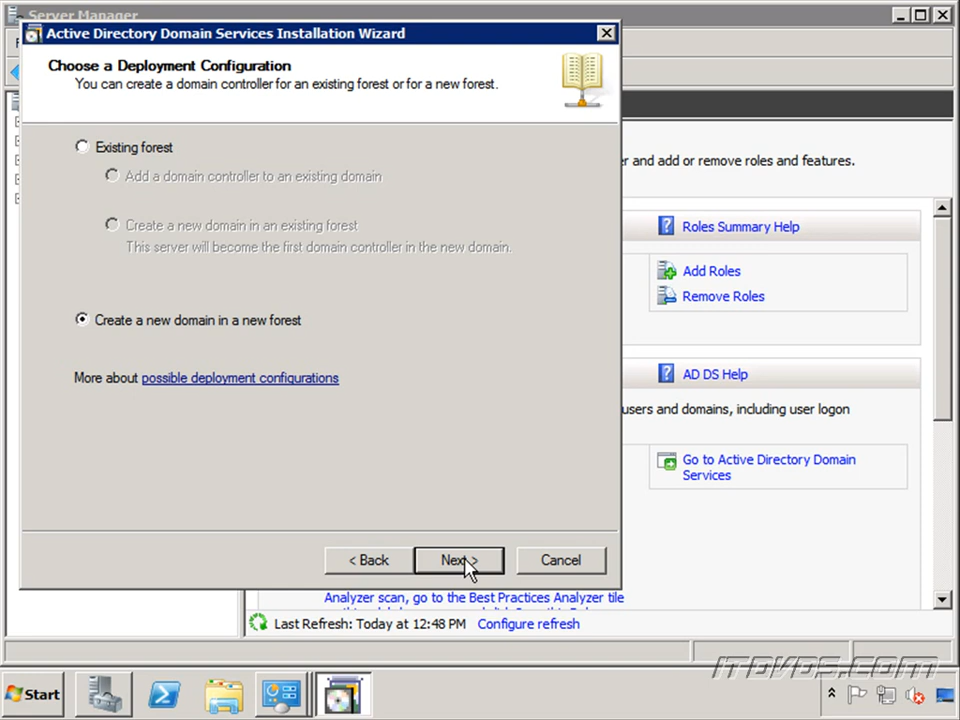 Server Manager
Active Directory Domain Services Installation Wizard
Choose a Deployment Configuration
You can create a domain controller for an existing forest or for a new forest.
Existing forest
Add a domain controller to an existing domain
Create a new domain in an existing forest
This server will become the first domain controller in the new domain.
Create a new domain in a new forest
More about possible deployment configurations
< Back
Next >
Cancel
er and add or remove roles and features.
Roles Summary Help
Add Roles
Remove Roles
AD DS Help
users and domains, including user logon
Go to Active Directory Domain
Services
Analyzer scan, go to the Best Practices Analyzer tile
Last Refresh: Today at 12:48 PM Configure refresh
ITDVDS.COM
Start